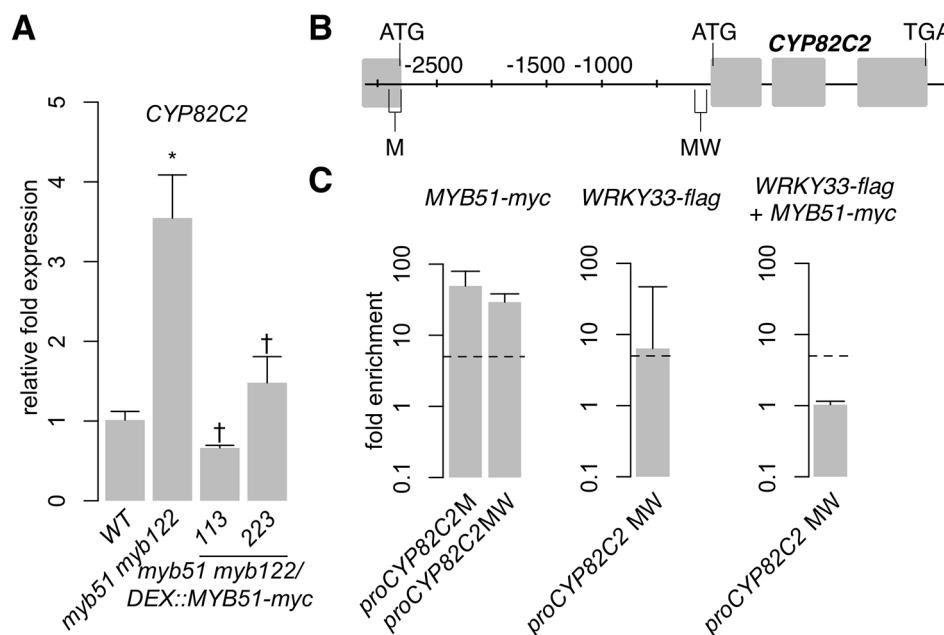 A
CYP82C2
*
†
†
relative fold expression
5
4
3
2
1
0
WT
myb51 myb122
113
223
myb51 myb122/
DEX::MYB51-myc
B
ATG
ATG
CYP82C2
TGA
-2500
-1500
-1000
M
MW
C
MYB51-myc
WRKY33-flag
WRKY33-flag
+ MYB51-myc
fold enrichment
100
10
1
0.1
100
10
1
0.1
100
10
1
0.1
proCYP82C2M
proCYP82C2MW
proCYP82C2 MW
proCYP82C2 MW